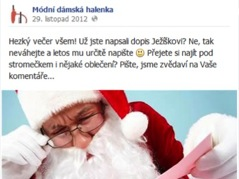 Módní dámská halenka
29. listopad 2012
Hezký večer všem! Už jste napsali dopis Ježíškovi? Ne, tak
neváhejte a letos mu určitě napište 🙂 Přejete si najít pod
stromečkem i nějaké oblečení? Pište, jsme zvědaví na Vaše
komentáře...